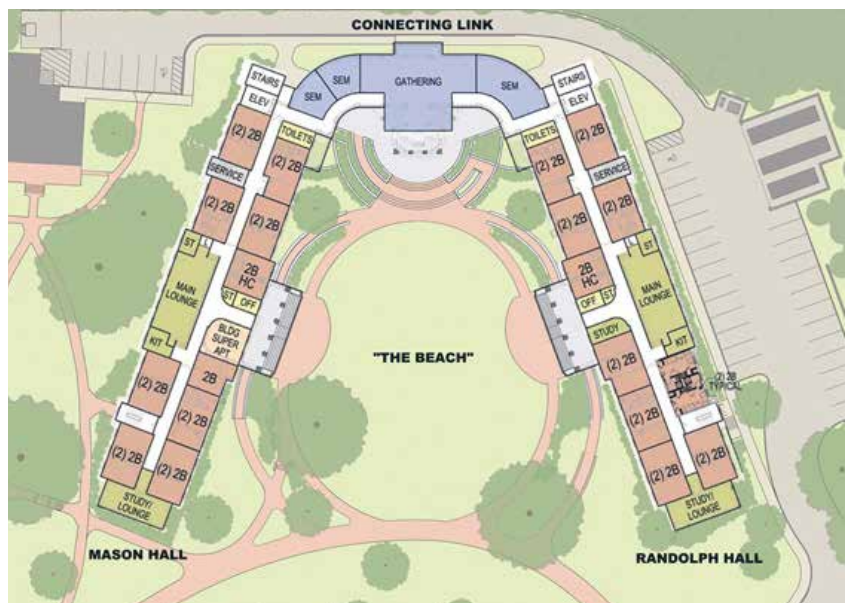 CONNECTING LINK
STAIRS
SEM
GATHERING
SEM
STAIRS
ELEV
SEM
ELEV
(2) 2B
TOILETS
TOILETS
(2) 2B
(2) 2B
(2) 2B
SERVICE
SERVICE
(2) 2B
(2) 2B
(2) 2B
(2) 2B
ST
2B
HC
2B
HC
ST
MAIN
LOUNGE
ST
OFF
OFF
ST
MAIN
LOUNGE
KIT
BLDG
SUPER
APT
"THE BEACH"
STUDY
KIT
(2) 2B
2B
(2) 2B
(2) 2B
TYPICAL
(2) 2B
(2) 2B
(2) 2B
(2) 2B
(2) 2B
(2) 2B
STUDY/
LOUNGE
STUDY/
LOUNGE
MASON HALL
RANDOLPH HALL